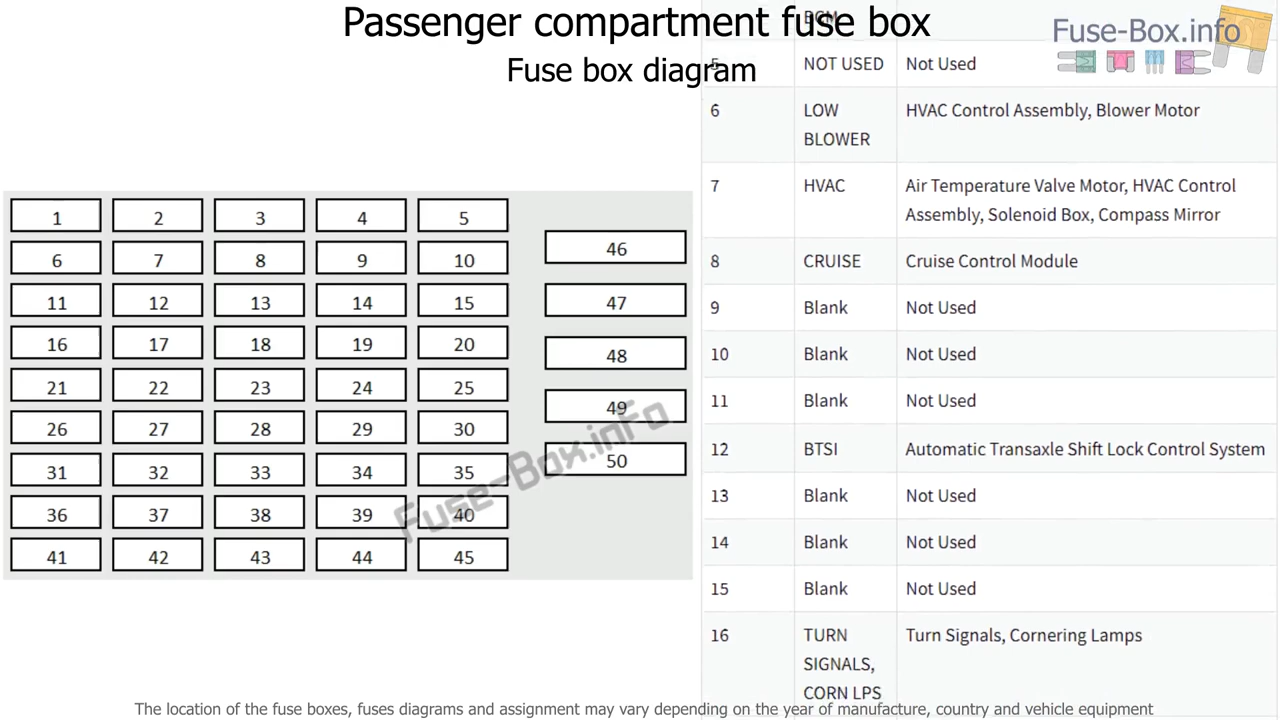 Passenger compartment fuse box
Fuse box diagram
Fuse-Box.info
BCM
5 NOT USED Not Used
6 LOW BLOWER HVAC Control Assembly, Blower Motor
7 HVAC Air Temperature Valve Motor, HVAC Control
Assembly, Solenoid Box, Compass Mirror
8 CRUISE Cruise Control Module
9 Blank Not Used
10 Blank Not Used
11 Blank Not Used
12 BTSI Automatic Transaxle Shift Lock Control System
13 Blank Not Used
14 Blank Not Used
15 Blank Not Used
16 TURN SIGNALS, CORN LPS Turn Signals, Cornering Lamps
1 2 3 4 5
6 7 8 9 10
11 12 13 14 15
16 17 18 19 20
21 22 23 24 25
26 27 28 29 30
31 32 33 34 35
36 37 38 39 40
41 42 43 44 45
46
47
48
49
50
Fuse-Box.info
The location of the fuse boxes, fuses diagrams and assignment may vary depending on the year of manufacture, country and vehicle equipment